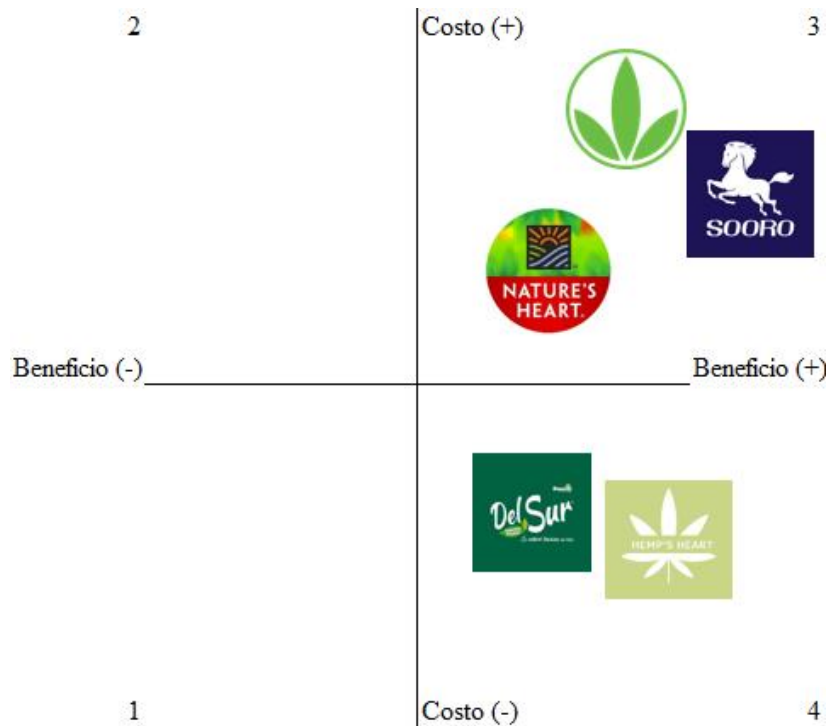 2
Costo (+)
3
SOORO
NATURE'S
HEART
Beneficio (-)
Beneficio (+)
Del Sur
HEMP'S HEART
1
Costo (-)
4